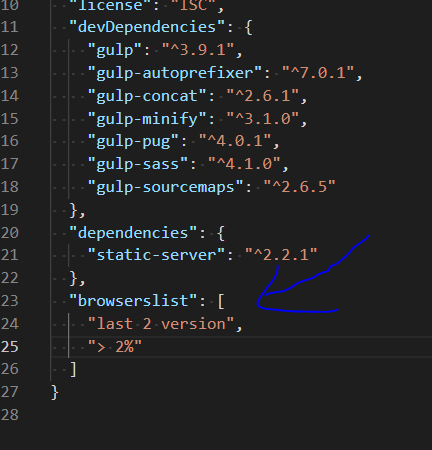 10 "license": "ISC",
11 "devDependencies": {
12 "gulp": "^3.9.1",
13 "gulp-autoprefixer": "^7.0.1",
14 "gulp-concat": "^2.6.1",
15 "gulp-minify": "^3.1.0",
16 "gulp-pug": "^4.0.1",
17 "gulp-sass": "^4.1.0",
18 "gulp-sourcemaps": "^2.6.5"
19 },
20 "dependencies": {
21 "static-server": "^2.2.1"
22 },
23 "browserslist": [
24 "last 2 version",
25 "> 2%"
26 ]
27 }
28